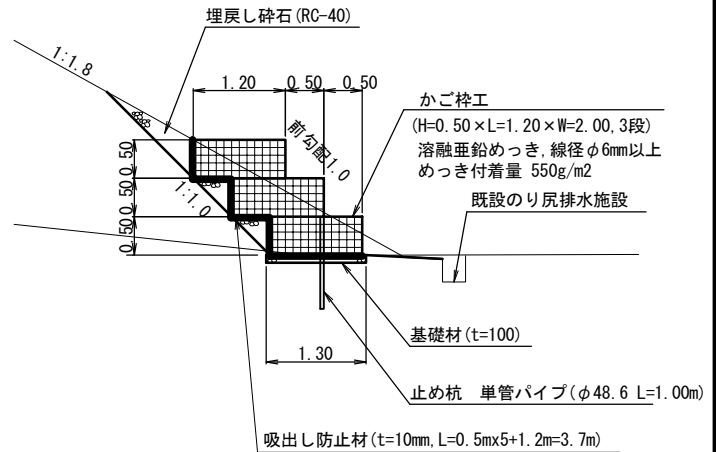 埋戻し砕石(RC-40)
1:1.8
1.20
0.50
0.50
かご枠工
(H=0.50×L=1.20×W=2.00,3段)
溶融亜鉛めっき,線径φ6mm以上
めっき付着量 550g/m2
前勾配1.0
0.50
0.50
0.50
1:1.0
既設のり尻排水施設
基礎材(t=100)
1.30
止め杭 単管パイプ(φ48.6 L=1.00m)
吸出し防止材(t=10mm,L=0.5mx5+1.2m=3.7m)